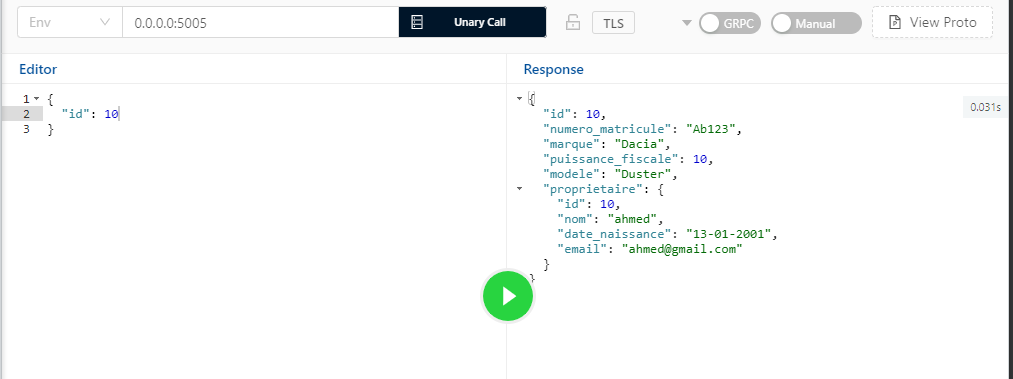 Env 0.0.0.0:5005 Unary Call TLS GRPC Manual View Proto
Editor
1 {
2 "id": 10
3 }
Response
0.031s
{
"id": 10,
"numero_matricule": "Ab123",
"marque": "Dacia",
"puissance_fiscale": 10,
"modele": "Duster",
"proprietaire": {
"id": 10,
"nom": "ahmed",
"date_naissance": "13-01-2001",
"email": "ahmed@gmail.com"
}
}